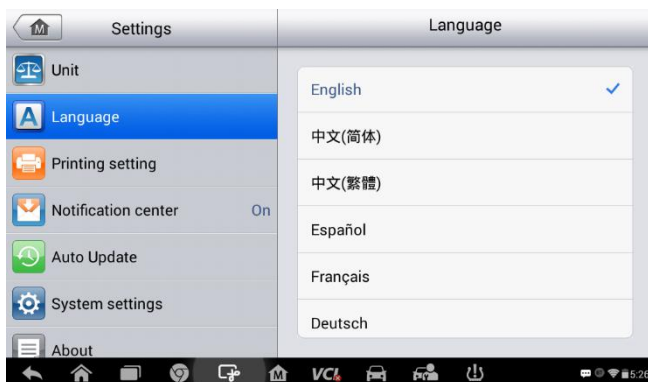 Settings
Unit
Language
Printing setting
Notification center On
Auto Update
System settings
About
Language
English
中文(简体)
中文(繁體)
Español
Français
Deutsch
VCI
5:26